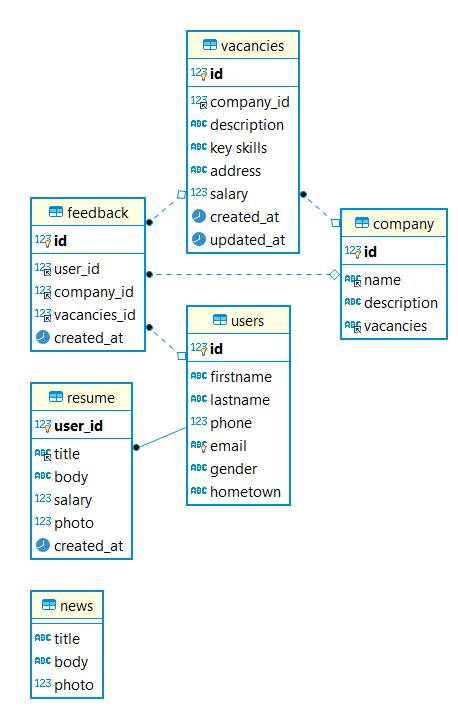 vacancies
123 id
123 company_id
ABC description
ABC key skills
ABC address
123 salary
created_at
updated_at
feedback
123 id
123 user_id
123 company_id
123 vacancies_id
created_at
company
123 id
ABC name
ABC description
ABC vacancies
users
123 id
ABC firstname
ABC lastname
123 phone
ABC email
ABC gender
ABC hometown
resume
123 user_id
ABC title
ABC body
123 salary
123 photo
created_at
news
ABC title
ABC body
123 photo